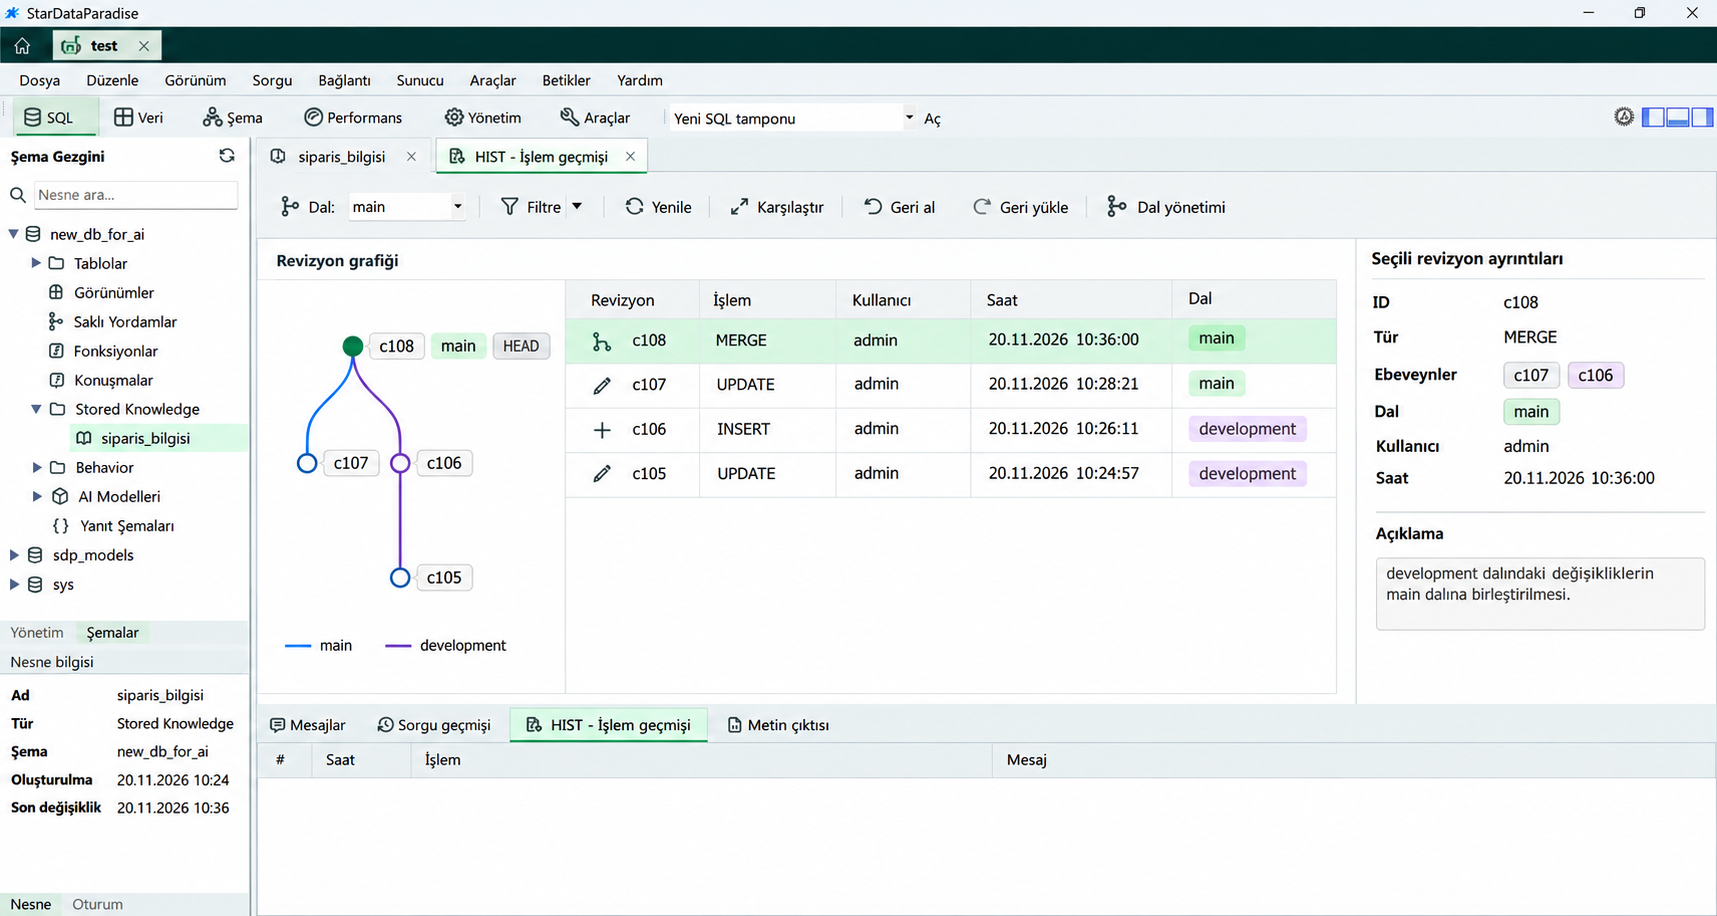 StarDataParadise
test
Dosya Düzenle Görünüm Sorgu Bağlantı Sunucu Araçlar Betikler Yardım
SQL Veri Şema Performans Yönetim Araçlar Yeni SQL tamponu Aç
Şema Gezgini
Nesne ara...
new_db_for_ai
Tablolar
Görünümler
Saklı Yordamlar
Fonksiyonlar
Konuşmalar
Stored Knowledge
siparis_bilgisi
Behavior
AI Modelleri
{ } Yanıt Şemaları
sdp_models
sys
Yönetim Şemalar
Nesne bilgisi
Ad siparis_bilgisi
Tür Stored Knowledge
Şema new_db_for_ai
Oluşturulma 20.11.2026 10:24
Son değişiklik 20.11.2026 10:36
Nesne Oturum
siparis_bilgisi HIST - İşlem geçmişi
Dal: main Filtre Yenile Karşılaştır Geri al Geri yükle Dal yönetimi
Revizyon grafiği
c108 main HEAD
c107 c106
c105
main development
Revizyon İşlem Kullanıcı Saat Dal
c108 MERGE admin 20.11.2026 10:36:00 main
c107 UPDATE admin 20.11.2026 10:28:21 main
c106 INSERT admin 20.11.2026 10:26:11 development
c105 UPDATE admin 20.11.2026 10:24:57 development
Seçili revizyon ayrıntıları
ID c108
Tür MERGE
Ebeveynler c107 c106
Dal main
Kullanıcı admin
Saat 20.11.2026 10:36:00
Açıklama
development dalındaki değişikliklerin
main dalına birleştirilmesi.
Mesajlar Sorgu geçmişi HIST - İşlem geçmişi Metin çıktısı
# Saat İşlem Mesaj